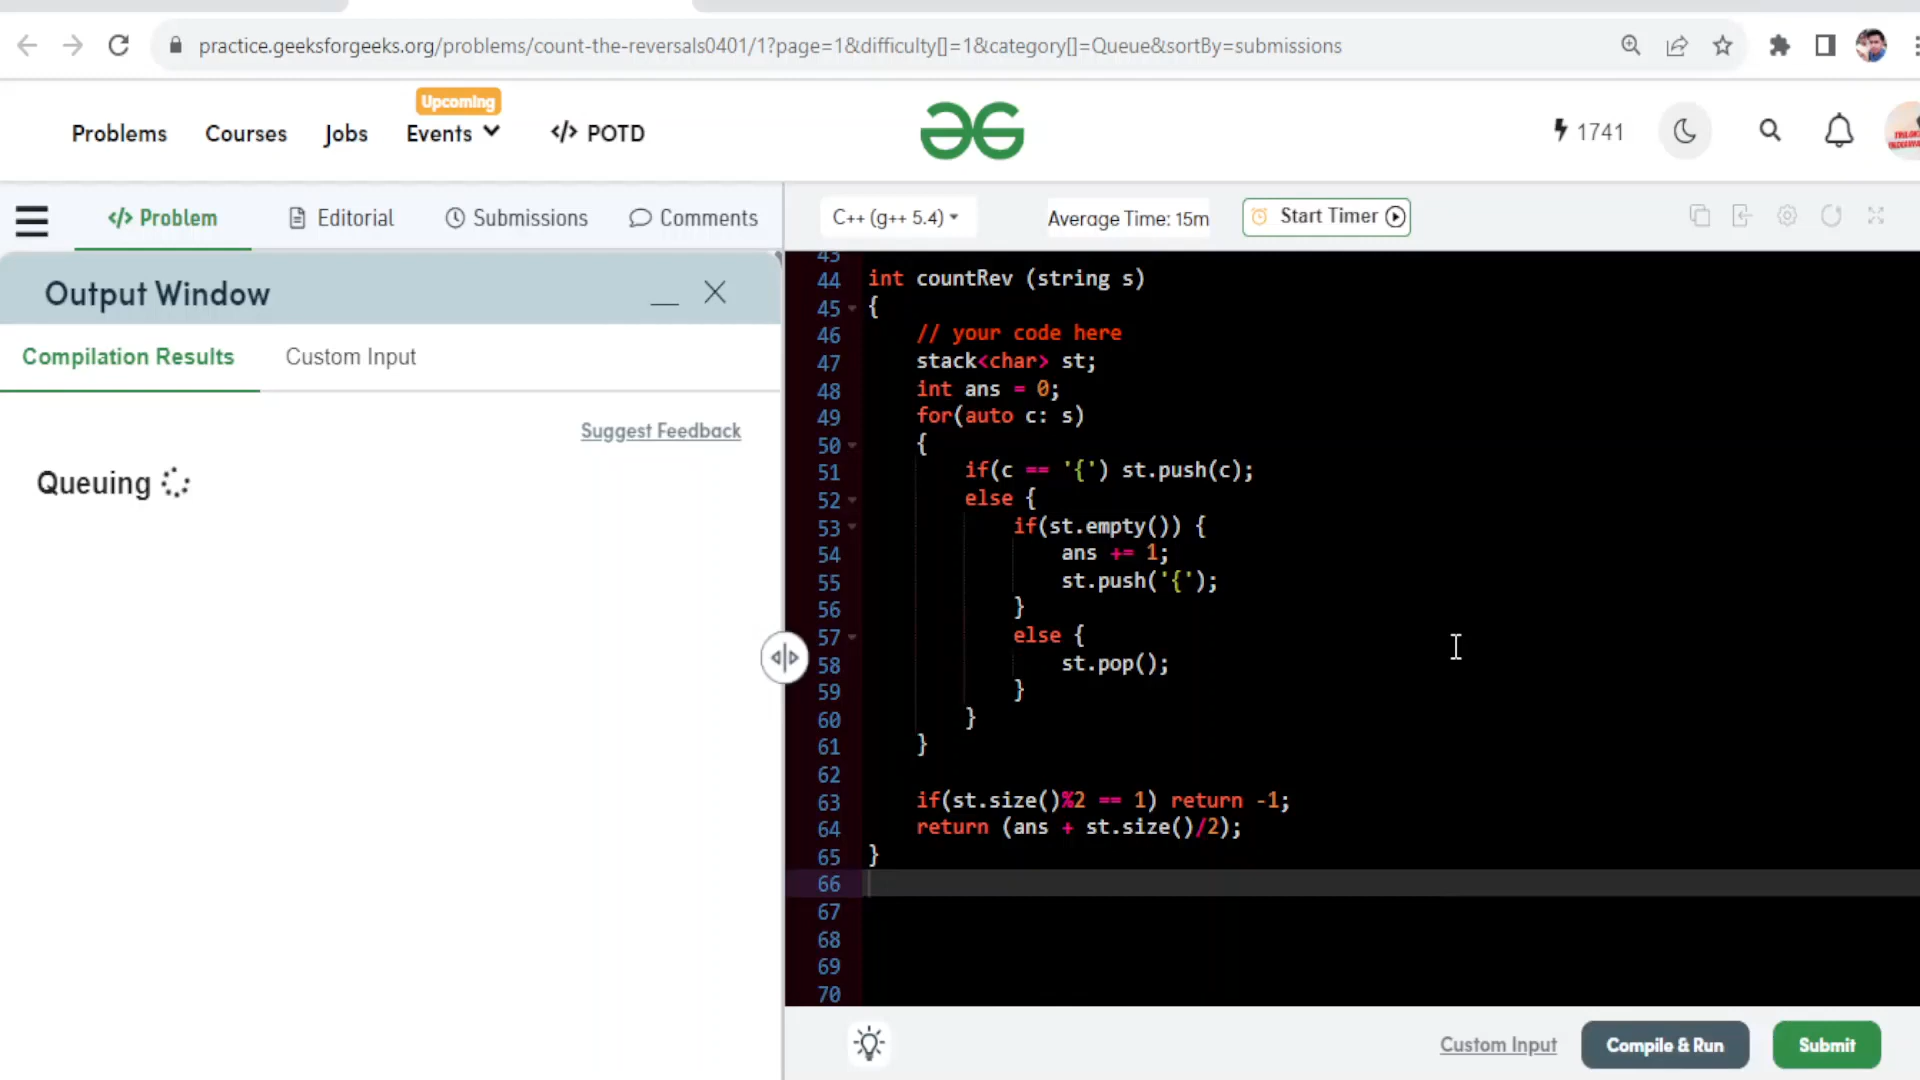 practice.geeksforgeeks.org/problems/count-the-reversals0401/1?page=1&difficulty[]=1&category[]=Queue&sortBy=submissions
Upcoming
Problems Courses Jobs Events </> POTD 1741
</> Problem Editorial Submissions Comments C++ (g++ 5.4) Average Time: 15m Start Timer
Output Window
Compilation Results Custom Input
Suggest Feedback
Queuing
43
44 int countRev (string s)
45 {
46 // your code here
47 stack<char> st;
48 int ans = 0;
49 for(auto c: s)
50 {
51 if(c == '{') st.push(c);
52 else {
53 if(st.empty()) {
54 ans += 1;
55 st.push('{');
56 }
57 else {
58 st.pop();
59 }
60 }
61 }
62
63 if(st.size()%2 == 1) return -1;
64 return (ans + st.size()/2);
65 }
66
67
68
69
70
Custom Input Compile & Run Submit